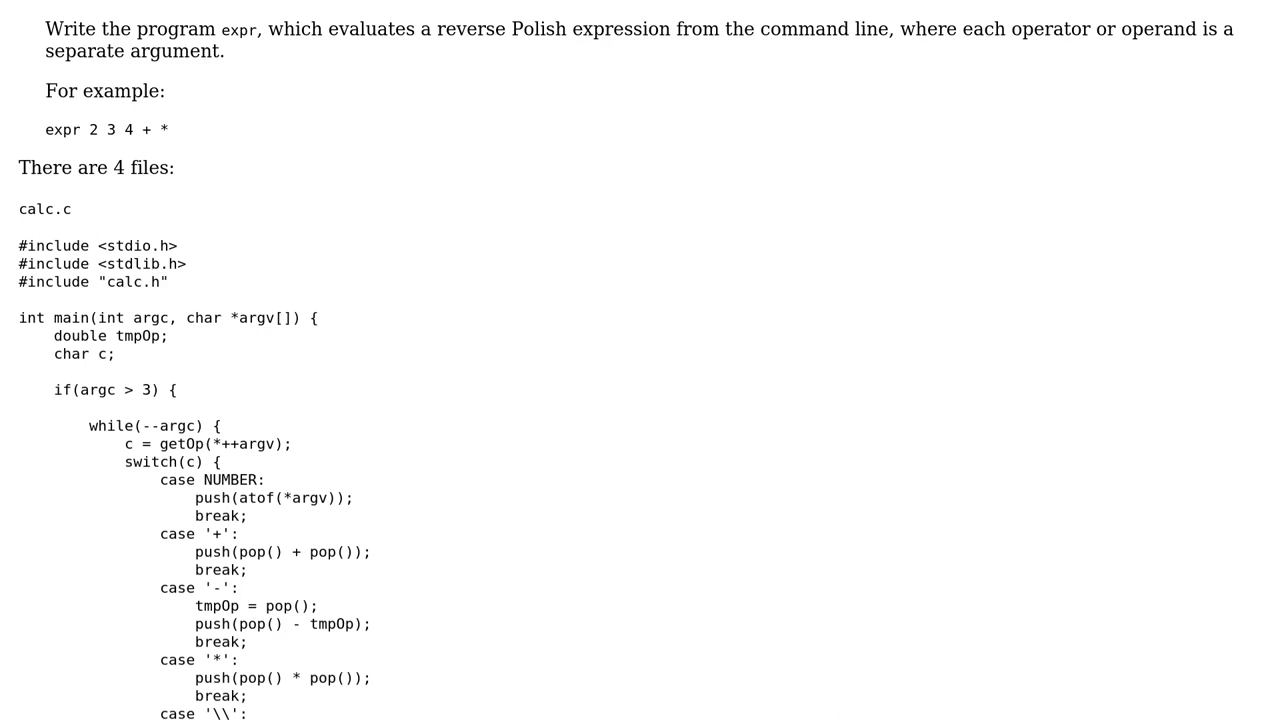 Write the program expr, which evaluates a reverse Polish expression from the command line, where each operator or operand is a
separate argument.
For example:
expr 2 3 4 + *
There are 4 files:
calc.c
#include <stdio.h>
#include <stdlib.h>
#include "calc.h"
int main(int argc, char *argv[]) {
    double tmpOp;
    char c;
    if(argc > 3) {
        while(--argc) {
            c = getOp(*++argv);
            switch(c) {
                case NUMBER:
                    push(atof(*argv));
                    break;
                case '+':
                    push(pop() + pop());
                    break;
                case '-':
                    tmpOp = pop();
                    push(pop() - tmpOp);
                    break;
                case '*':
                    push(pop() * pop());
                    break;
                case '\\':